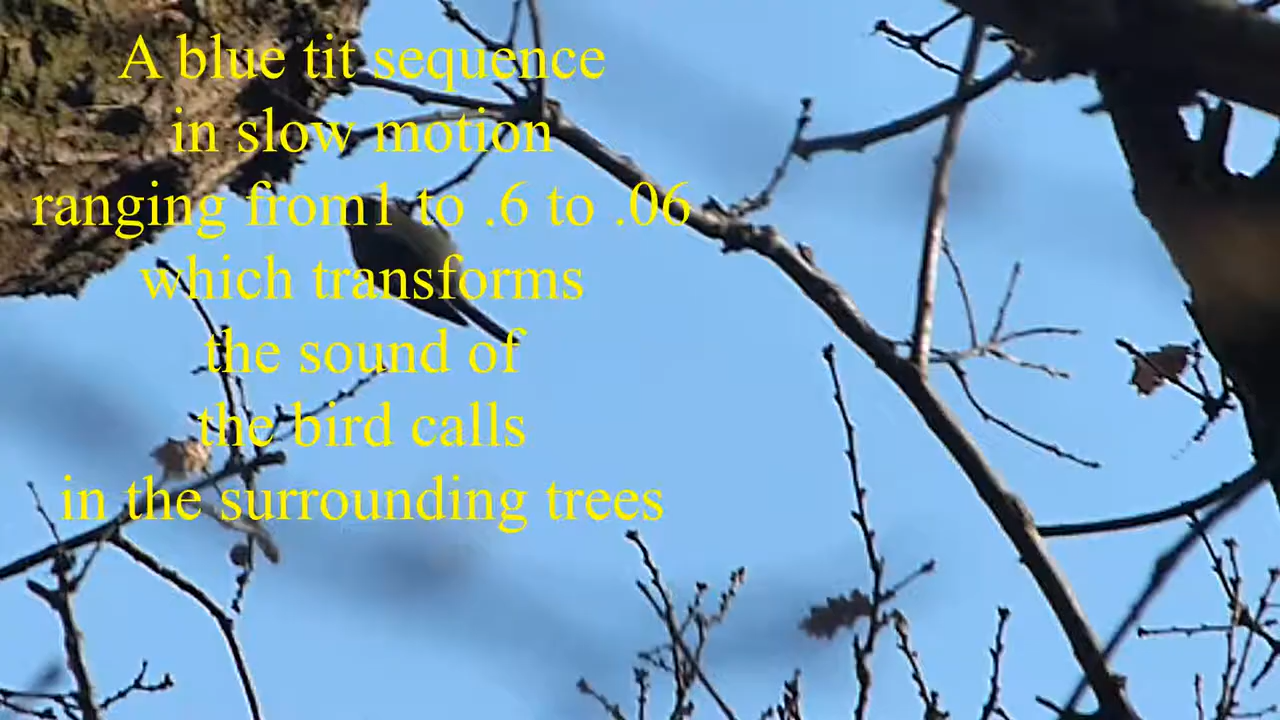 A blue tit sequence
in slow motion
ranging from1 to .6 to .06
which transforms
the sound of
the bird calls
in the surrounding trees